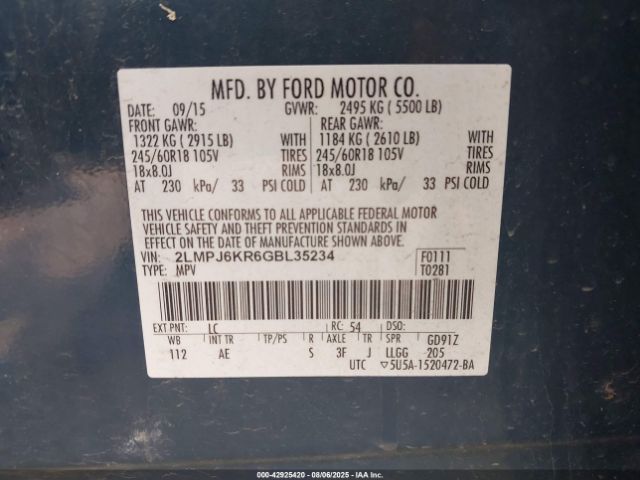 MFD. BY FORD MOTOR CO.
DATE: 09/15 GVWR: 2495 KG ( 5500 LB)
FRONT GAWR: REAR GAWR:
1322 KG ( 2915 LB) WITH 1184 KG ( 2610 LB) WITH
245/60R18 105V TIRES 245/60R18 105V TIRES
18x8.0J RIMS 18x8.0J RIMS
AT 230 kPa/ 33 PSI COLD AT 230 kPa/ 33 PSI COLD
THIS VEHICLE CONFORMS TO ALL APPLICABLE FEDERAL MOTOR
VEHICLE SAFETY AND THEFT PREVENTION STANDARDS IN
EFFECT ON THE DATE OF MANUFACTURE SHOWN ABOVE.
VIN: 2LMPJ6KR6GBL35234 F0111
TYPE: MPV T0281
EXT PNT: LC RC: 54 DSO:
WB INT TR TP/PS R AXLE TR SPR GD91Z
112 AE S 3F J LLGG 205
UTC ▽5U5A-1520472-BA
000-42925420 - 08/06/2025 - IAAI.COM